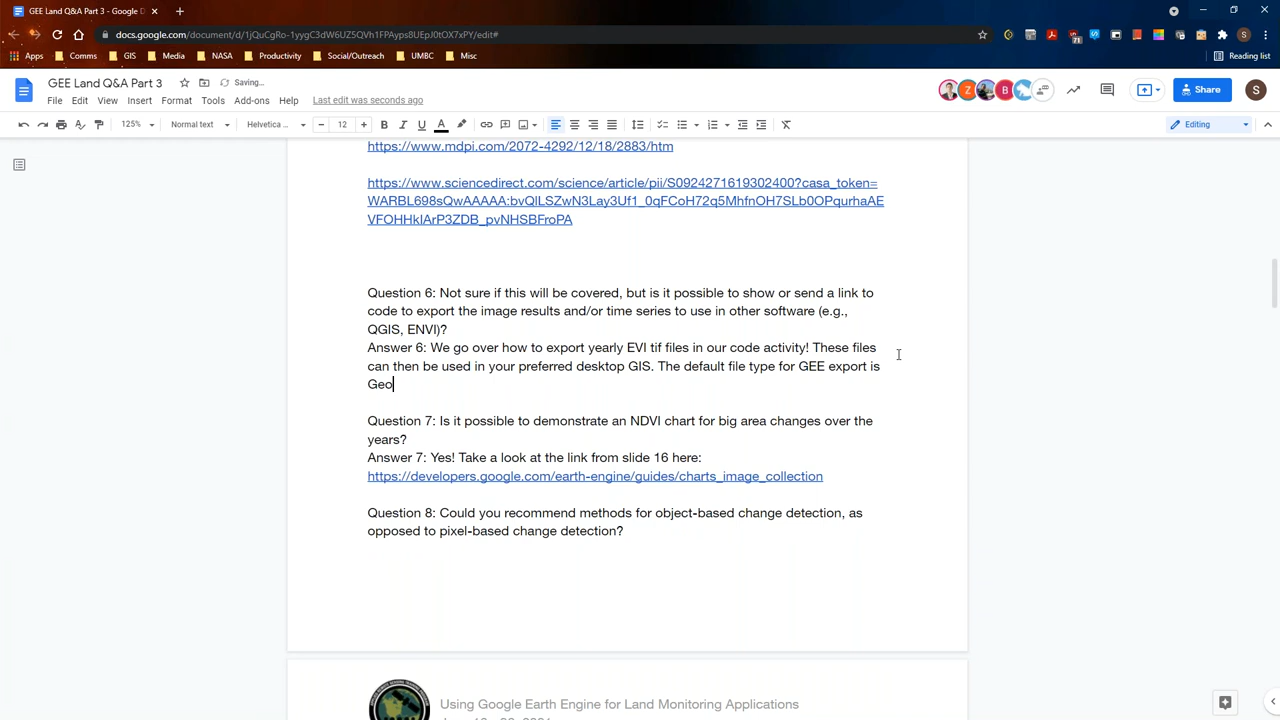 GEE Land Q&A Part 3 - Google D
docs.google.com/document/d/1jQuCgRo-1yygC3dW6UZ5QVh1FPAyps8UEpJ0tOX7xPY/edit#
Apps Comms GIS Media NASA Productivity Social/Outreach UMBC Misc Reading list
GEE Land Q&A Part 3 Saving...
File Edit View Insert Format Tools Add-ons Help Last edit was seconds ago
Share S
125% Normal text Helvetica ... 12 B I U A Editing
https://www.mdpi.com/2072-4292/12/18/2883/htm
https://www.sciencedirect.com/science/article/pii/S0924271619302400?casa_token=
WARBL698sQwAAAAA:bvQlLSZwN3Lay3Uf1_0qFCoH72q5MhfnOH7SLb0OPqurhaAE
VFOHHkIArP3ZDB_pvNHSBFroPA
Question 6: Not sure if this will be covered, but is it possible to show or send a link to
code to export the image results and/or time series to use in other software (e.g.,
QGIS, ENVI)?
Answer 6: We go over how to export yearly EVI tif files in our code activity! These files
can then be used in your preferred desktop GIS. The default file type for GEE export is
Geo
Question 7: Is it possible to demonstrate an NDVI chart for big area changes over the
years?
Answer 7: Yes! Take a look at the link from slide 16 here:
https://developers.google.com/earth-engine/guides/charts_image_collection
Question 8: Could you recommend methods for object-based change detection, as
opposed to pixel-based change detection?
Using Google Earth Engine for Land Monitoring Applications